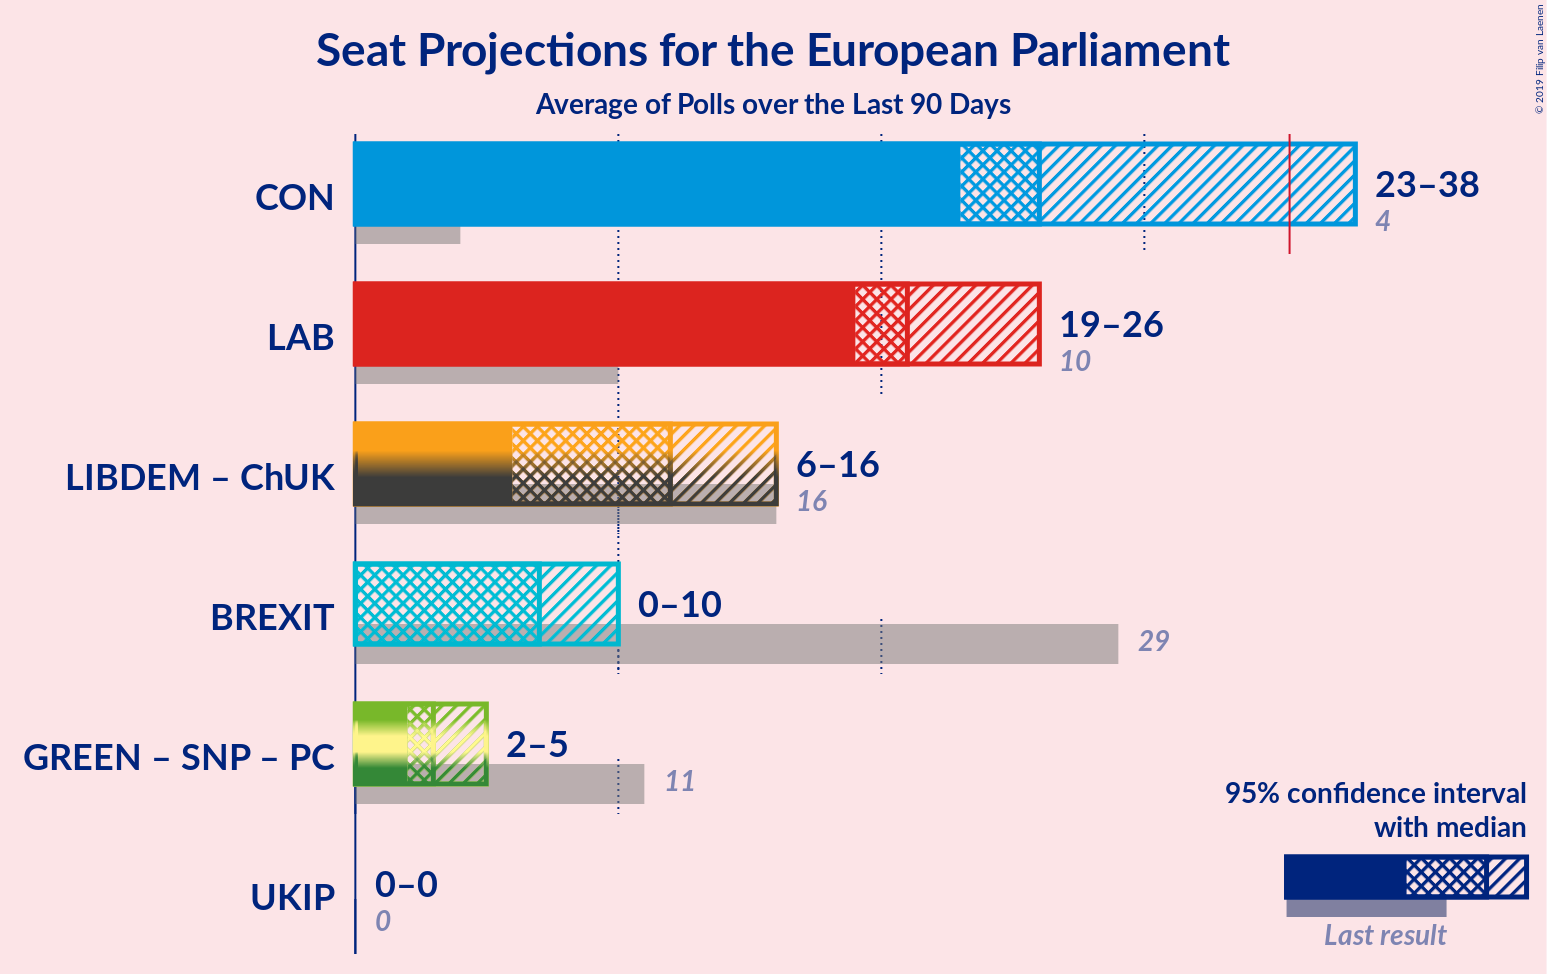 Seat Projections for the European Parliament
Average of Polls over the Last 90 Days
© 2019 Filip van Laenen
CON
23–38
4
LAB
19–26
10
LIBDEM – ChUK
6–16
16
BREXIT
0–10
29
GREEN – SNP – PC
2–5
11
UKIP
0–0
0
95% confidence interval
with median
Last result